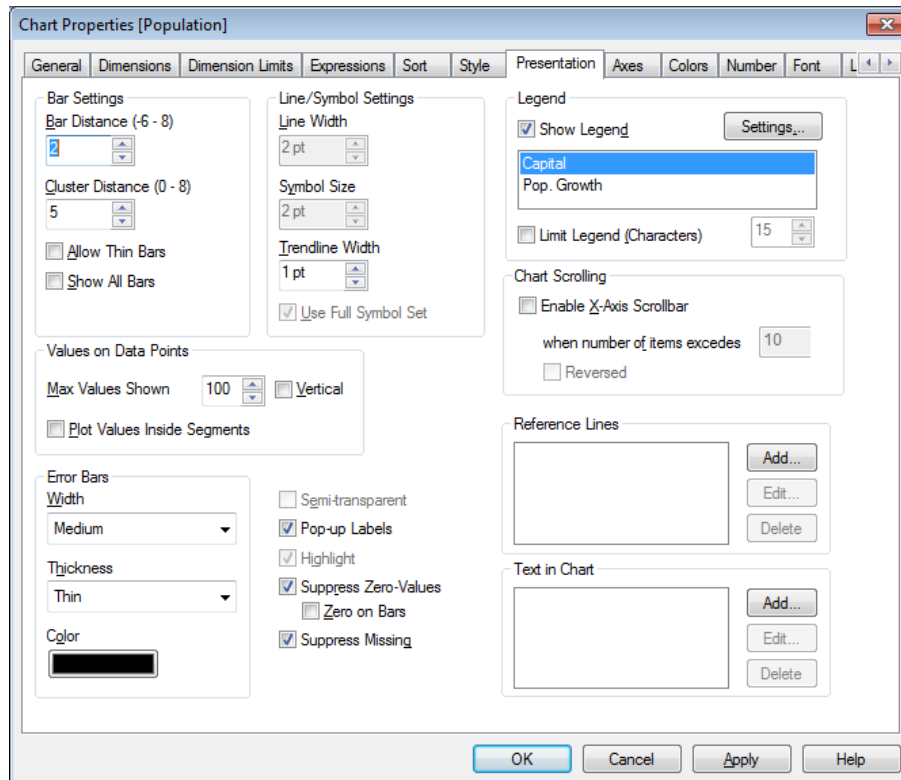 Chart Properties [Population]
General Dimensions Dimension Limits Expressions Sort Style Presentation Axes Colors Number Font L
Bar Settings
Bar Distance (-6 - 8)
2
Cluster Distance (0 - 8)
5
Allow Thin Bars
Show All Bars
Line/Symbol Settings
Line Width
2 pt
Symbol Size
2 pt
Trendline Width
1 pt
Use Full Symbol Set
Legend
Show Legend
Settings...
Capital
Pop. Growth
Limit Legend (Characters)
15
Chart Scrolling
Enable X-Axis Scrollbar
when number of items excedes
10
Reversed
Values on Data Points
Max Values Shown
100
Vertical
Plot Values Inside Segments
Error Bars
Width
Medium
Thickness
Thin
Color
Semi-transparent
Pop-up Labels
Highlight
Suppress Zero-Values
Zero on Bars
Suppress Missing
Reference Lines
Add...
Edit...
Delete
Text in Chart
Add...
Edit...
Delete
OK
Cancel
Apply
Help